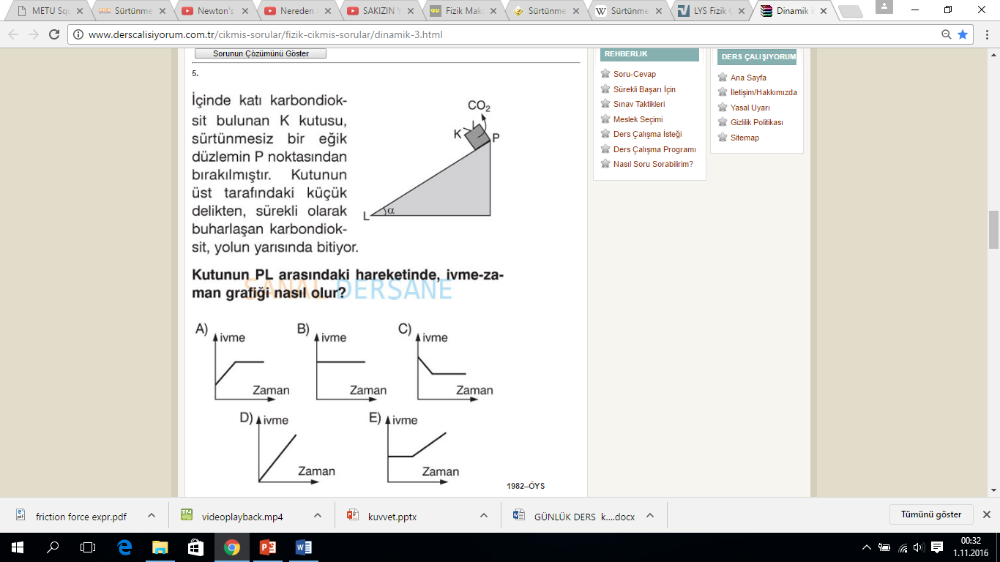 METU Squ
Sürtünme
Newton's
Nereden
SAKIZIN
Fizik Mak
Sürtünme
Sürtünme
LYS Fizik
Dinamik i
www.derscalisiyorum.com.tr/cikmis-sorular/fizik-cikmis-sorular/dinamik-3.html
Sorunun Çözümünü Göster
5.
İçinde katı karbondiok-
sit bulunan K kutusu,
sürtünmesiz bir eğik
düzlemin P noktasından
bırakılmıştır. Kutunun
üst tarafındaki küçük
delikten, sürekli olarak
buharlaşan karbondiok-
sit, yolun yarısında bitiyor.
CO2
K
P
L
α
Kutunun PL arasındaki hareketinde, ivme-za-
man grafiği nasıl olur?
SANAL DERSANE
A) ivme
Zaman
B) ivme
Zaman
C) ivme
Zaman
D) ivme
Zaman
E) ivme
Zaman
1982–ÖYS
REHBERLİK
Soru-Cevap
Sürekli Başarı İçin
Sınav Taktikleri
Meslek Seçimi
Ders Çalışma İsteği
Ders Çalışma Programı
Nasıl Soru Sorabilirim?
DERS ÇALIŞIYORUM
Ana Sayfa
İletişim/Hakkımızda
Yasal Uyarı
Gizlilik Politikası
Sitemap
friction force expr.pdf
videoplayback.mp4
kuvvet.pptx
GÜNLÜK DERS k....docx
Tümünü göster
00:32
1.11.2016